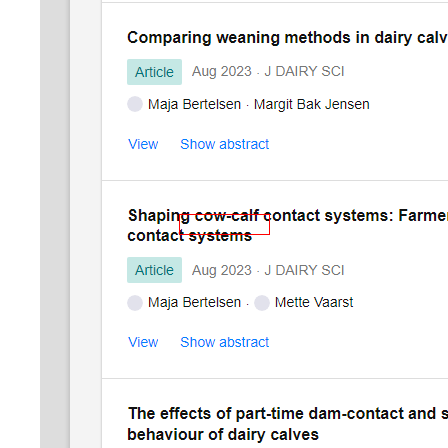 Comparing weaning methods in dairy calv
Article Aug 2023 · J DAIRY SCI
Maja Bertelsen · Margit Bak Jensen
View Show abstract
Shaping cow-calf contact systems: Farmer
contact systems
Article Aug 2023 · J DAIRY SCI
Maja Bertelsen · Mette Vaarst
View Show abstract
The effects of part-time dam-contact and s
behaviour of dairy calves